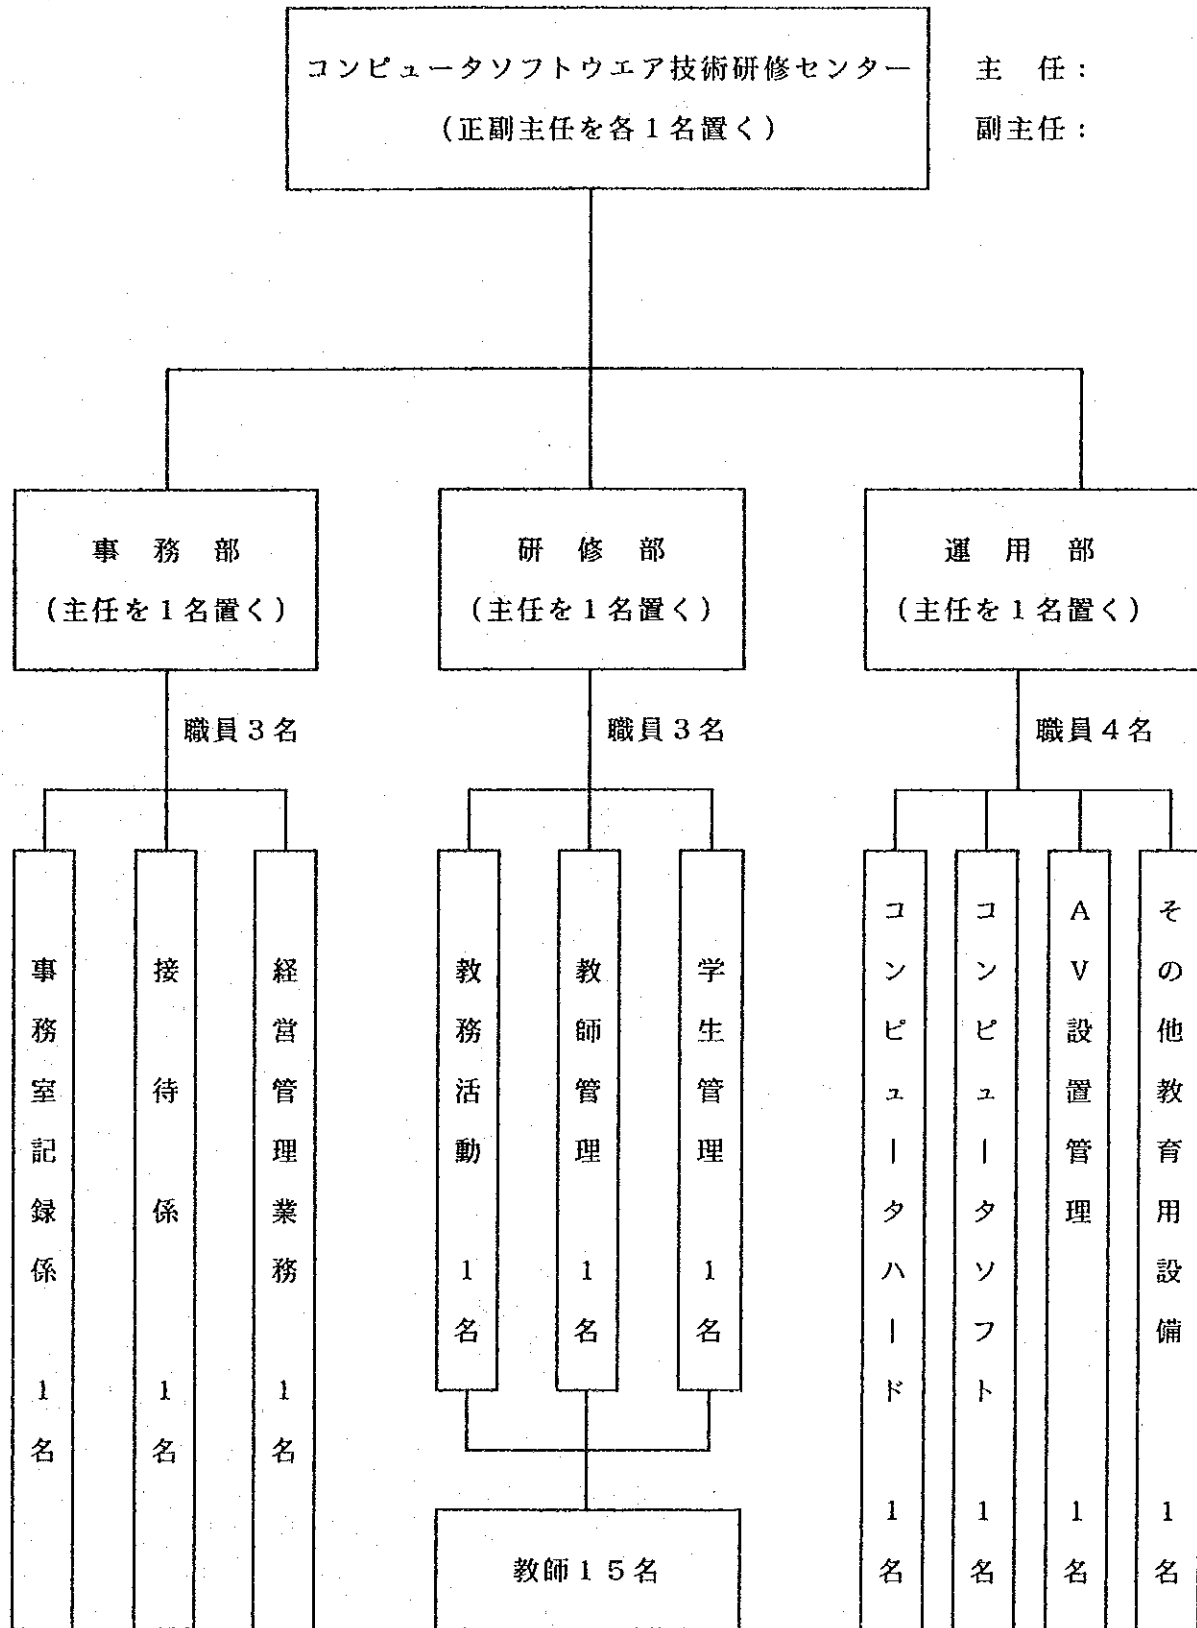 コンピュータソフトウエア技術研修センター
(正副主任を各1名置く)
主 任:
副主任:
事 務 部
(主任を1名置く)
研 修 部
(主任を1名置く)
運 用 部
(主任を1名置く)
職員3名
職員3名
職員4名
事務室記録係 1名
接待係 1名
経営管理業務 1名
教務活動 1名
教師管理 1名
学生管理 1名
コンピュータハード 1名
コンピュータソフト 1名
AV設置管理 1名
その他教育用設備 1名
教師15名